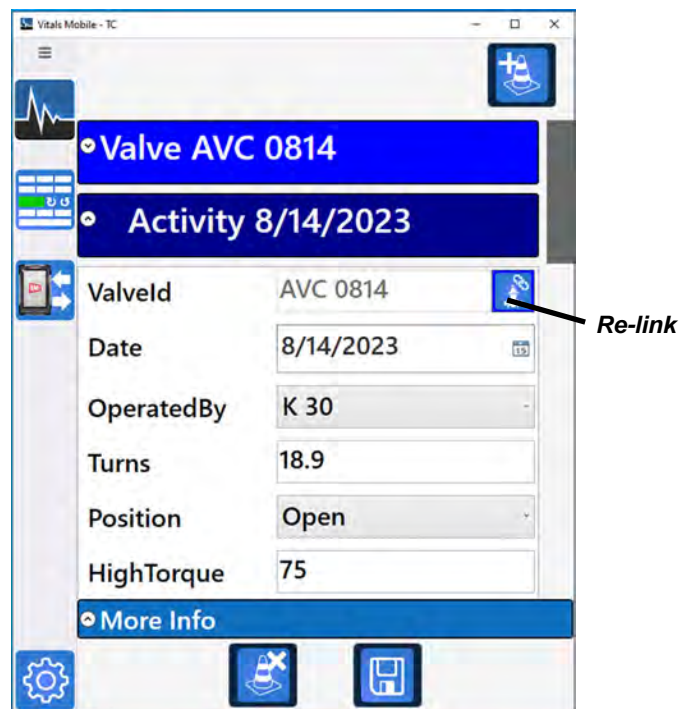 Vitals Mobile - TC
Valve AVC 0814
Activity 8/14/2023
ValveId AVC 0814
Re-link
Date 8/14/2023 15
OperatedBy K 30
Turns 18.9
Position Open
HighTorque 75
More Info